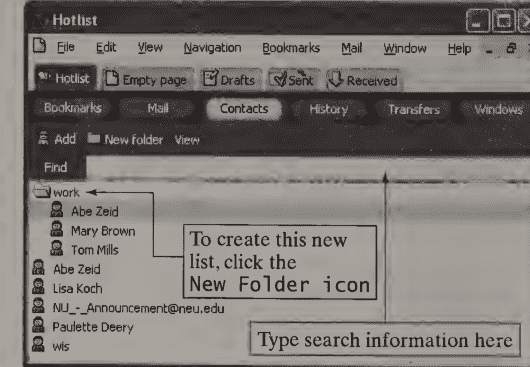 Hotlist
File Edit View Navigation Bookmarks Mail Window Help
Hotlist Empty page Drafts Sent Received
Bookmarks Mail Contacts History Transfers Windows
Add New folder View
Find
work
Abe Zeid
Mary Brown
Tom Mills
Abe Zeid
Lisa Koch
NU_-_Announcement@neu.edu
Paulette Deery
wis
To create this new
list, click the
New Folder icon
Type search information here